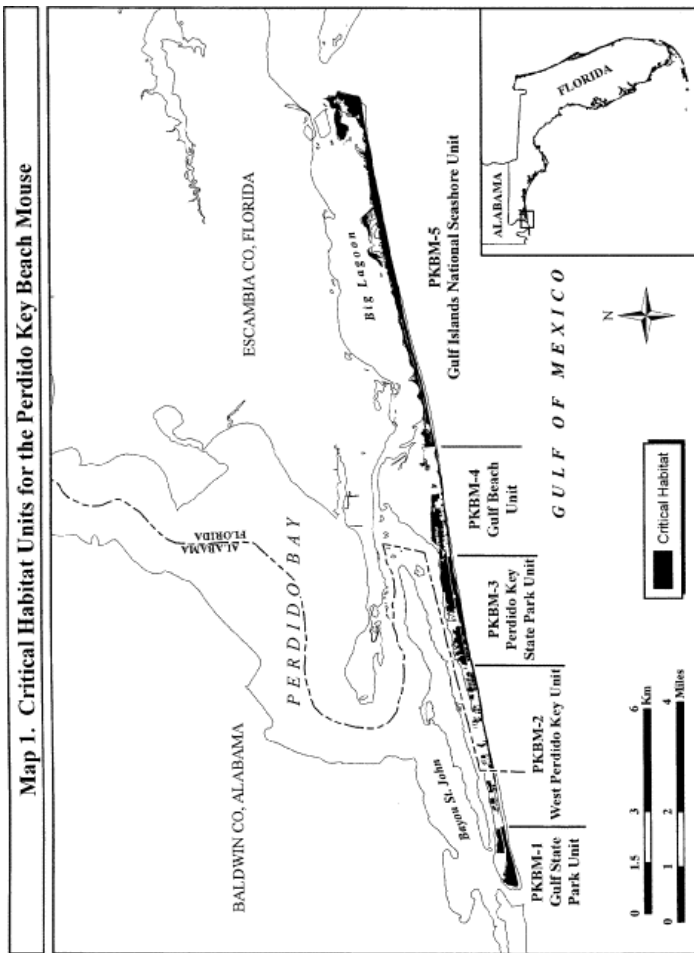 Map 1. Critical Habitat Units for the Perdido Key Beach Mouse
BALDWIN CO, ALABAMA
ESCAMBIA CO, FLORIDA
ALABAMA
FLORIDA
PERDIDO BAY
Big Lagoon
Bayou St. John
PKBM-1
Gulf State
Park Unit
PKBM-2
West Perdido Key Unit
PKBM-3
Perdido Key
State Park Unit
PKBM-4
Gulf Beach
Unit
PKBM-5
Gulf Islands National Seashore Unit
GULF OF MEXICO
N
Critical Habitat
0 1.5 3 6
Km
0 1 2 4
Miles
ALABAMA
FLORIDA